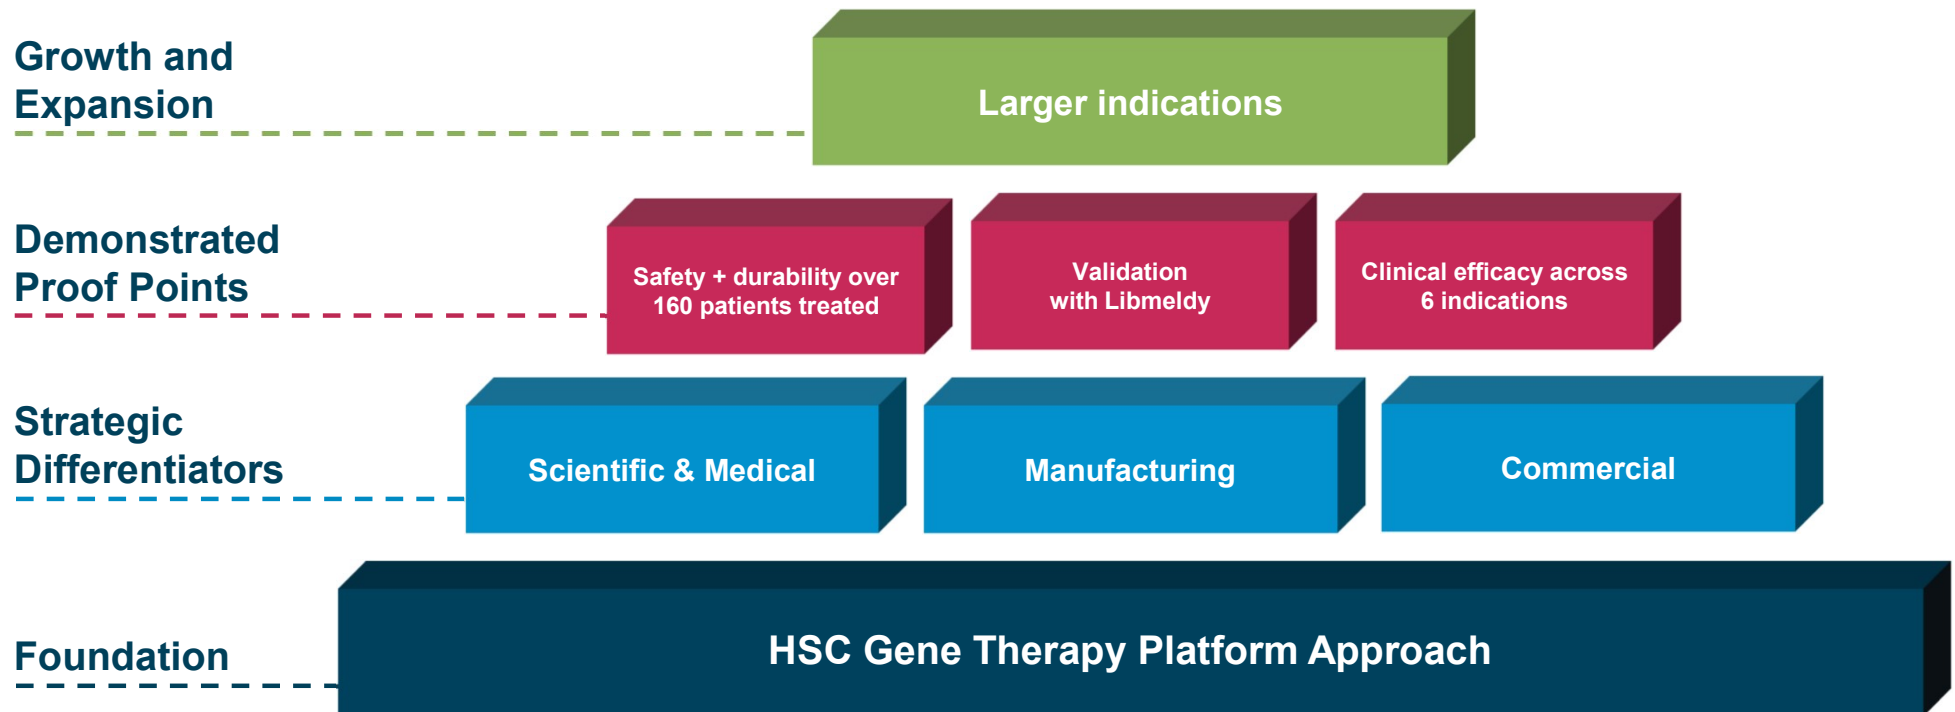 Growth and
Expansion
Larger indications
Demonstrated
Proof Points
Safety + durability over
160 patients treated
Validation
with Libmeldy
Clinical efficacy across
6 indications
Strategic
Differentiators
Scientific & Medical
Manufacturing
Commercial
Foundation
HSC Gene Therapy Platform Approach